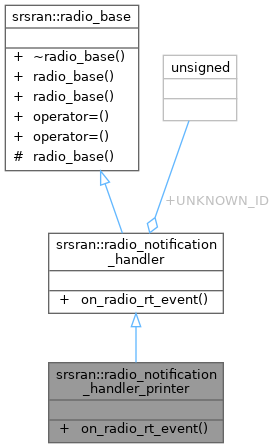 srsran::radio_base
+ ~radio_base()
+ radio_base()
+ radio_base()
+ operator=()
+ operator=()
# radio_base()
unsigned
+UNKNOWN_ID
srsran::radio_notification
_handler
+ on_radio_rt_event()
srsran::radio_notification
_handler_printer
+ on_radio_rt_event()